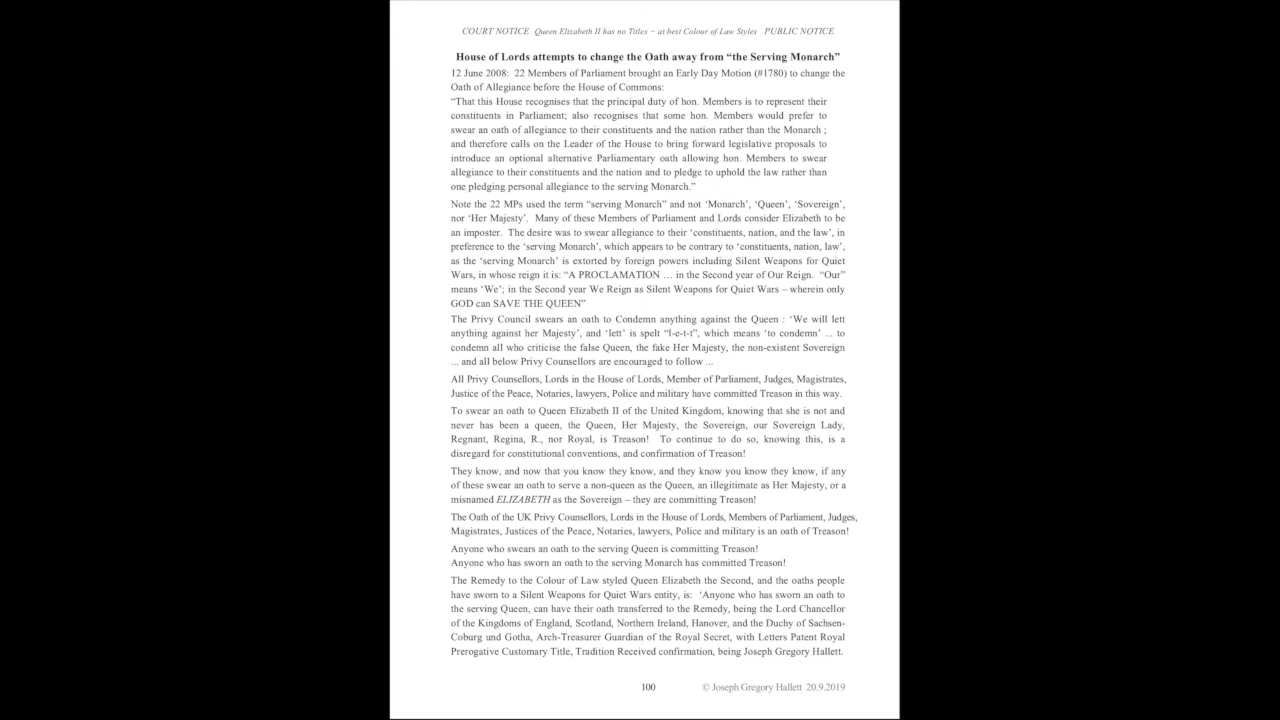 COURT NOTICE Queen Elizabeth II has no Titles – at best Colour of Law Styles PUBLIC NOTICE
House of Lords attempts to change the Oath away from “the Serving Monarch”
12 June 2008: 22 Members of Parliament brought an Early Day Motion (#1780) to change the
Oath of Allegiance before the House of Commons:
“That this House recognises that the principal duty of hon. Members is to represent their
constituents in Parliament; also recognises that some hon. Members would prefer to
swear an oath of allegiance to their constituents and the nation rather than the Monarch ;
and therefore calls on the Leader of the House to bring forward legislative proposals to
introduce an optional alternative Parliamentary oath allowing hon. Members to swear
allegiance to their constituents and the nation and to pledge to uphold the law rather than
one pledging personal allegiance to the serving Monarch.”
Note the 22 MPs used the term “serving Monarch” and not ‘Monarch’, ‘Queen’, ‘Sovereign’,
nor ‘Her Majesty’. Many of these Members of Parliament and Lords consider Elizabeth to be
an imposter. The desire was to swear allegiance to their ‘constituents, nation, and the law’, in
preference to the ‘serving Monarch’, which appears to be contrary to ‘constituents, nation, law’,
as the ‘serving Monarch’ is extorted by foreign powers including Silent Weapons for Quiet
Wars, in whose reign it is: “A PROCLAMATION … in the Second year of Our Reign. “Our”
means ‘We’; in the Second year We Reign as Silent Weapons for Quiet Wars – wherein only
GOD can SAVE THE QUEEN”
The Privy Council swears an oath to Condemn anything against the Queen : ‘We will lett
anything against her Majesty’, and ‘lett’ is spelt “l-e-t-t”, which means ‘to condemn’ ... to
condemn all who criticise the false Queen, the fake Her Majesty, the non-existent Sovereign
... and all below Privy Counsellors are encouraged to follow ...
All Privy Counsellors, Lords in the House of Lords, Member of Parliament, Judges, Magistrates,
Justice of the Peace, Notaries, lawyers, Police and military have committed Treason in this way.
To swear an oath to Queen Elizabeth II of the United Kingdom, knowing that she is not and
never has been a queen, the Queen, Her Majesty, the Sovereign, our Sovereign Lady,
Regnant, Regina, R., nor Royal, is Treason! To continue to do so, knowing this, is a
disregard for constitutional conventions, and confirmation of Treason!
They know, and now that you know they know, and they know you know they know, if any
of these swear an oath to serve a non-queen as the Queen, an illegitimate as Her Majesty, or a
misnamed ELIZABETH as the Sovereign – they are committing Treason!
The Oath of the UK Privy Counsellors, Lords in the House of Lords, Members of Parliament, Judges,
Magistrates, Justices of the Peace, Notaries, lawyers, Police and military is an oath of Treason!
Anyone who swears an oath to the serving Queen is committing Treason!
Anyone who has sworn an oath to the serving Monarch has committed Treason!
The Remedy to the Colour of Law styled Queen Elizabeth the Second, and the oaths people
have sworn to a Silent Weapons for Quiet Wars entity, is: ‘Anyone who has sworn an oath to
the serving Queen, can have their oath transferred to the Remedy, being the Lord Chancellor
of the Kingdoms of England, Scotland, Northern Ireland, Hanover, and the Duchy of Sachsen-
Coburg und Gotha, Arch-Treasurer Guardian of the Royal Secret, with Letters Patent Royal
Prerogative Customary Title, Tradition Received confirmation, being Joseph Gregory Hallett.
100 © Joseph Gregory Hallett 20.9.2019